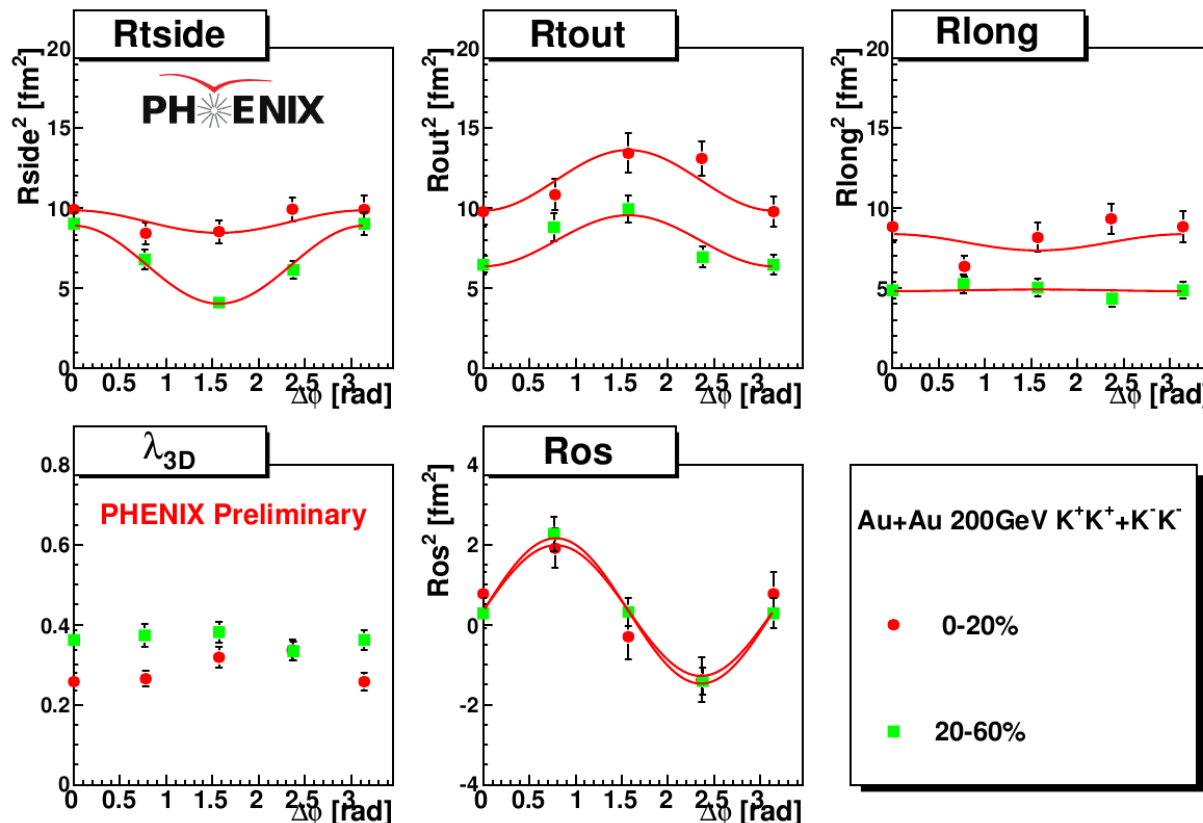 Rtside
Rside² [fm²]
PHENIX
20
15
10
5
0
0 0.5 1 1.5 2 2.5 3
Δφ [rad]
Rtout
Rout² [fm²]
20
15
10
5
0
0 0.5 1 1.5 2 2.5 3
Δφ [rad]
Rlong
Rlong² [fm²]
20
15
10
5
0
0 0.5 1 1.5 2 2.5 3
Δφ [rad]
λ₃D
PHENIX Preliminary
0.8
0.6
0.4
0.2
0
0 0.5 1 1.5 2 2.5 3
Δφ [rad]
Ros
Ros² [fm²]
4
2
0
-2
-4
0 0.5 1 1.5 2 2.5 3
Δφ [rad]
Au+Au 200GeV K⁺K⁺+K⁻K⁻
0-20%
20-60%